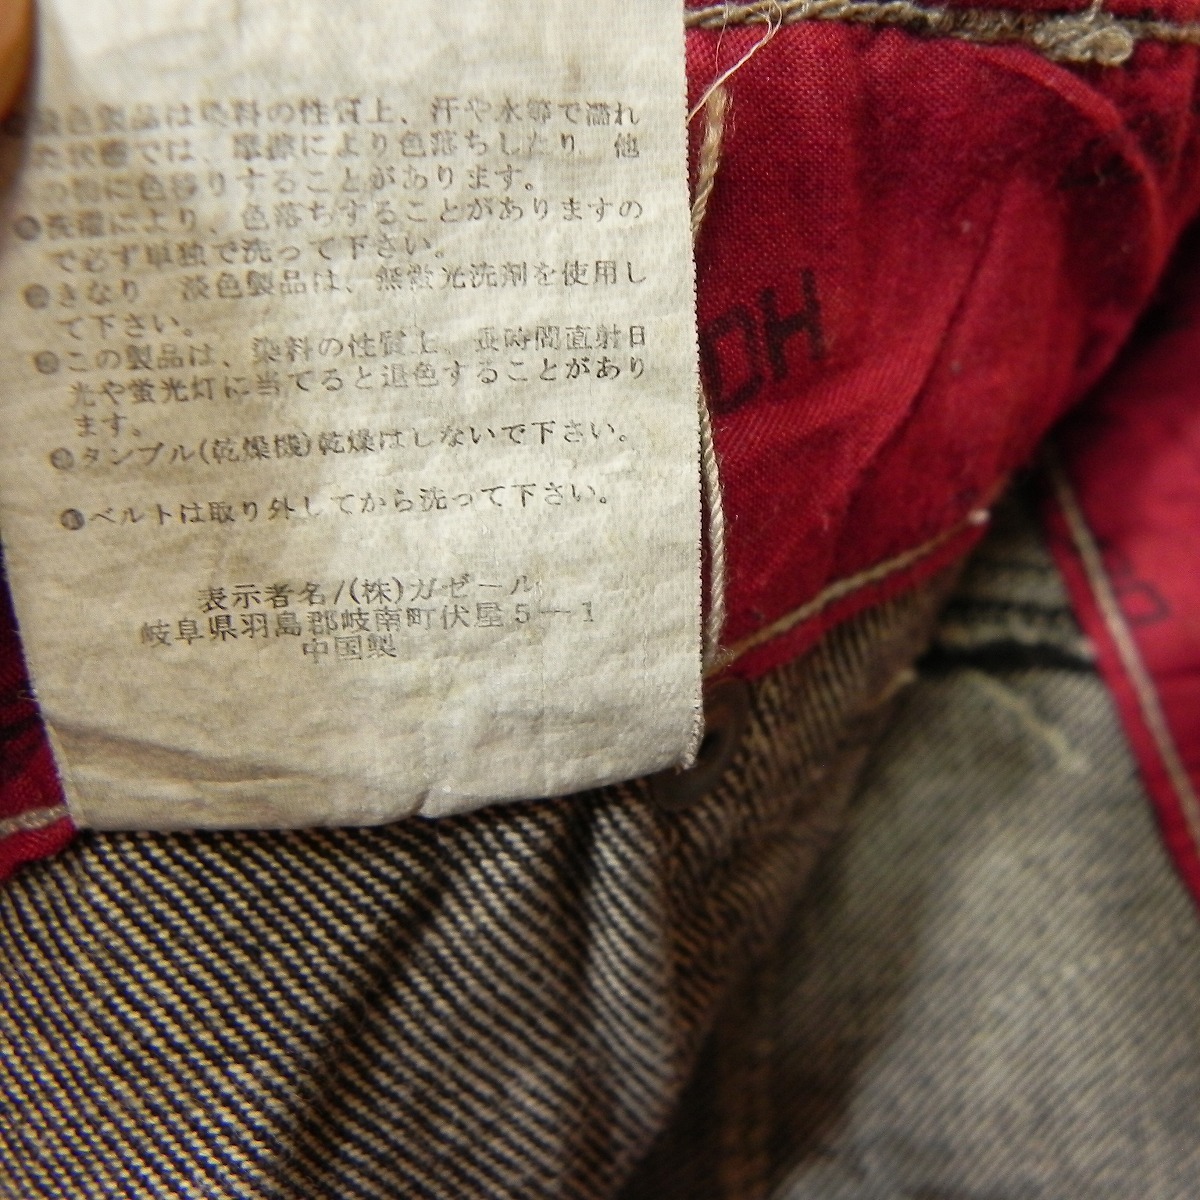 濃色製品は染料の性質上、汗や水等で濡れ
た状態では、摩擦により色落ちしたり 他
の物に色移りすることがあります。
●洗濯により、色落ちすることがありますの
で必ず単独で洗って下さい。
●きなり 淡色製品は、無蛍光洗剤を使用し
て下さい。
●この製品は、染料の性質上、長時間直射日
光や蛍光灯に当てると退色することがあり
ます。
●タンブル(乾燥機)乾燥はしないで下さい。
●ベルトは取り外してから洗って下さい。
表示者名/(株)ガゼール
岐阜県羽島郡岐南町伏屋5-1
中国製